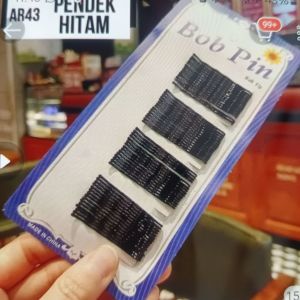 AR43
PENDEK
HITAM
99+
Bob Pin
MADE IN CHINA